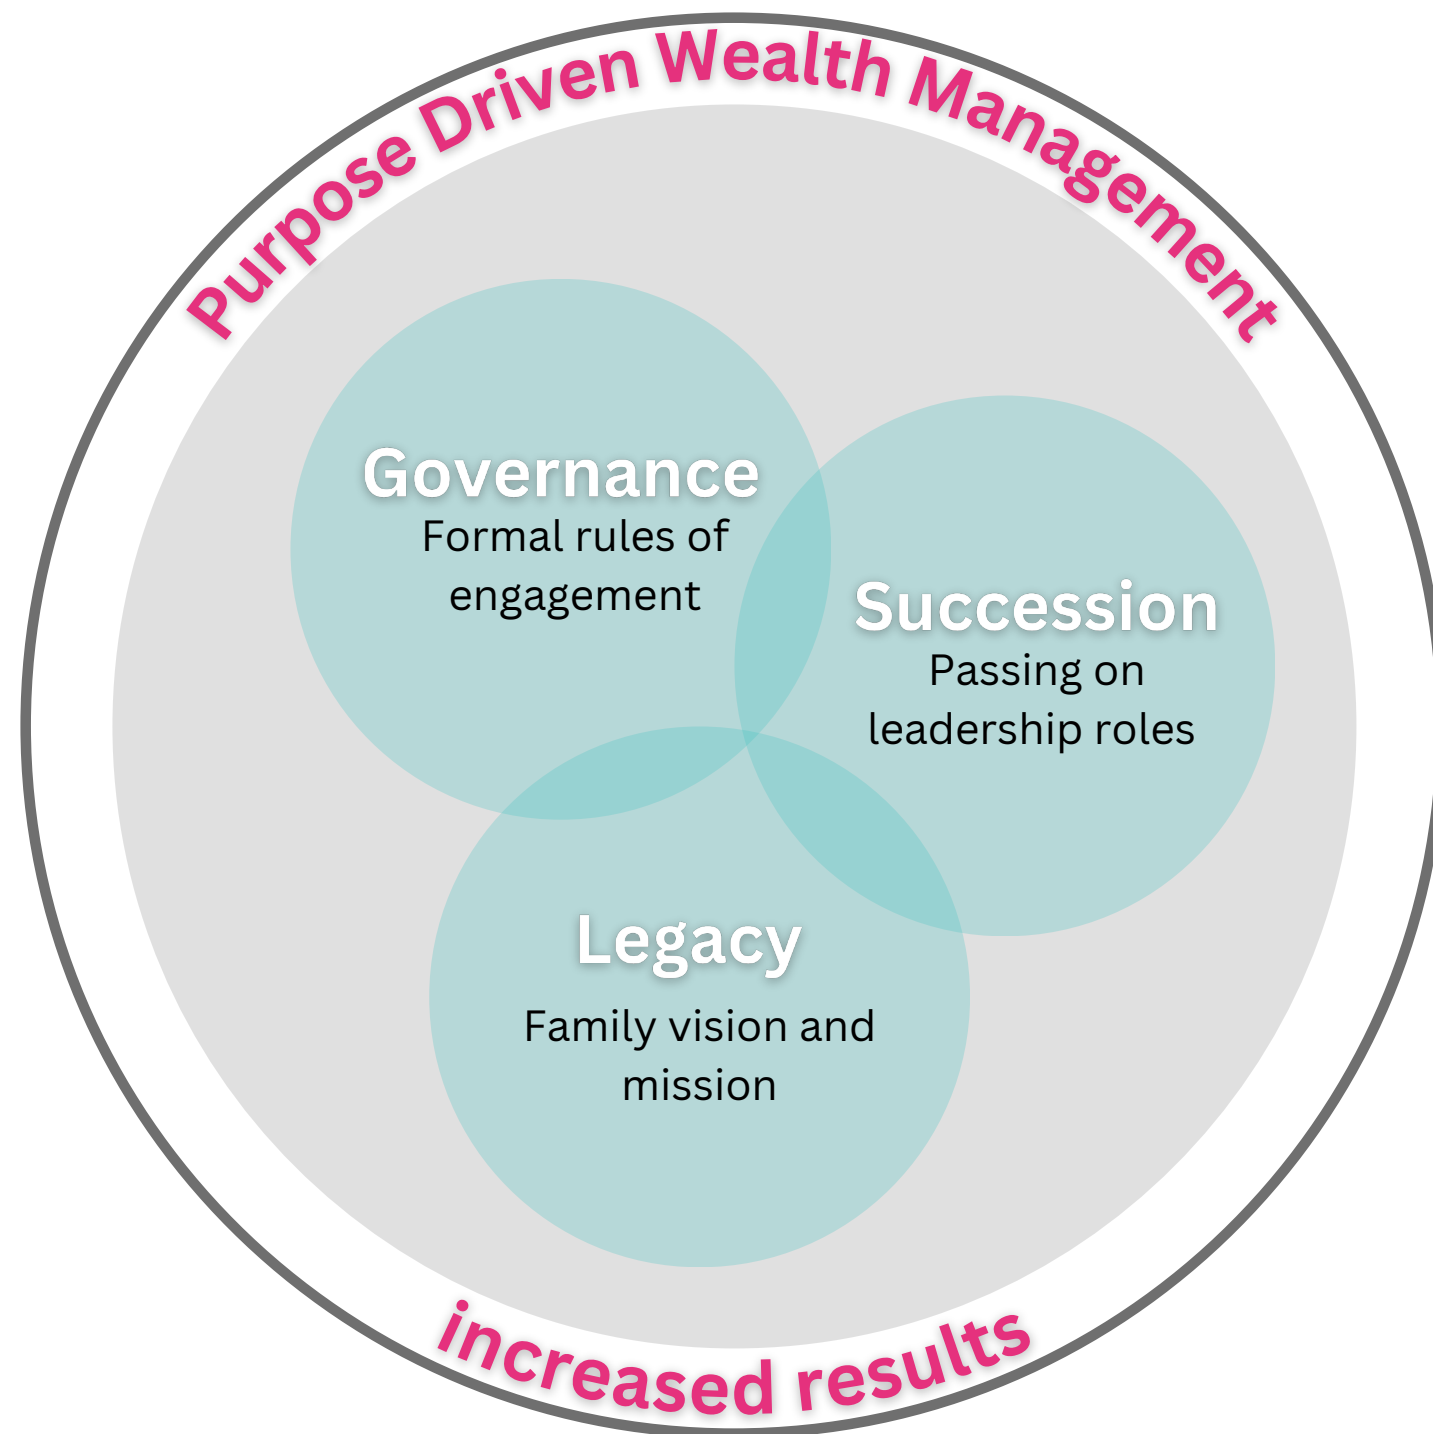 Purpose Driven Wealth Management
Governance
Formal rules of
engagement
Succession
Passing on
leadership roles
Legacy
Family vision and
mission
increased results